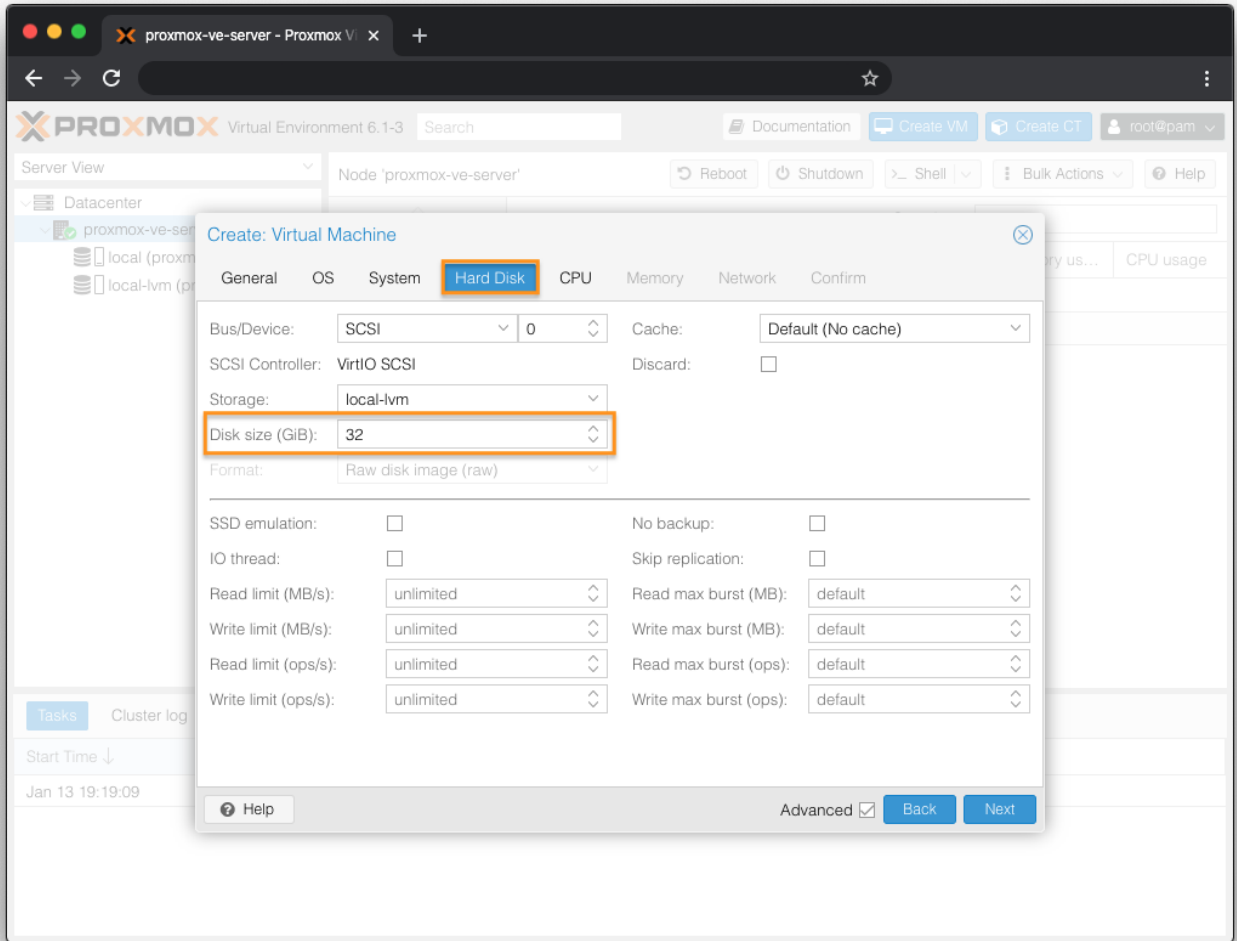 proxmox-ve-server - Proxmox Vi
PROXMOX Virtual Environment 6.1-3 Search Documentation Create VM Create CT root@pam
Server View
Node 'proxmox-ve-server' Reboot Shutdown >_ Shell Bulk Actions Help
Datacenter
proxmox-ve-ser
local (proxm
local-lvm (pr
ry us... CPU usage
Create: Virtual Machine
General OS System Hard Disk CPU Memory Network Confirm
Bus/Device: SCSI 0 Cache: Default (No cache)
SCSI Controller: VirtIO SCSI Discard:
Storage: local-lvm
Disk size (GiB): 32
Format: Raw disk image (raw)
SSD emulation: No backup:
IO thread: Skip replication:
Read limit (MB/s): unlimited Read max burst (MB): default
Write limit (MB/s): unlimited Write max burst (MB): default
Read limit (ops/s): unlimited Read max burst (ops): default
Write limit (ops/s): unlimited Write max burst (ops): default
Help Advanced Back Next
Tasks Cluster log
Start Time
Jan 13 19:19:09